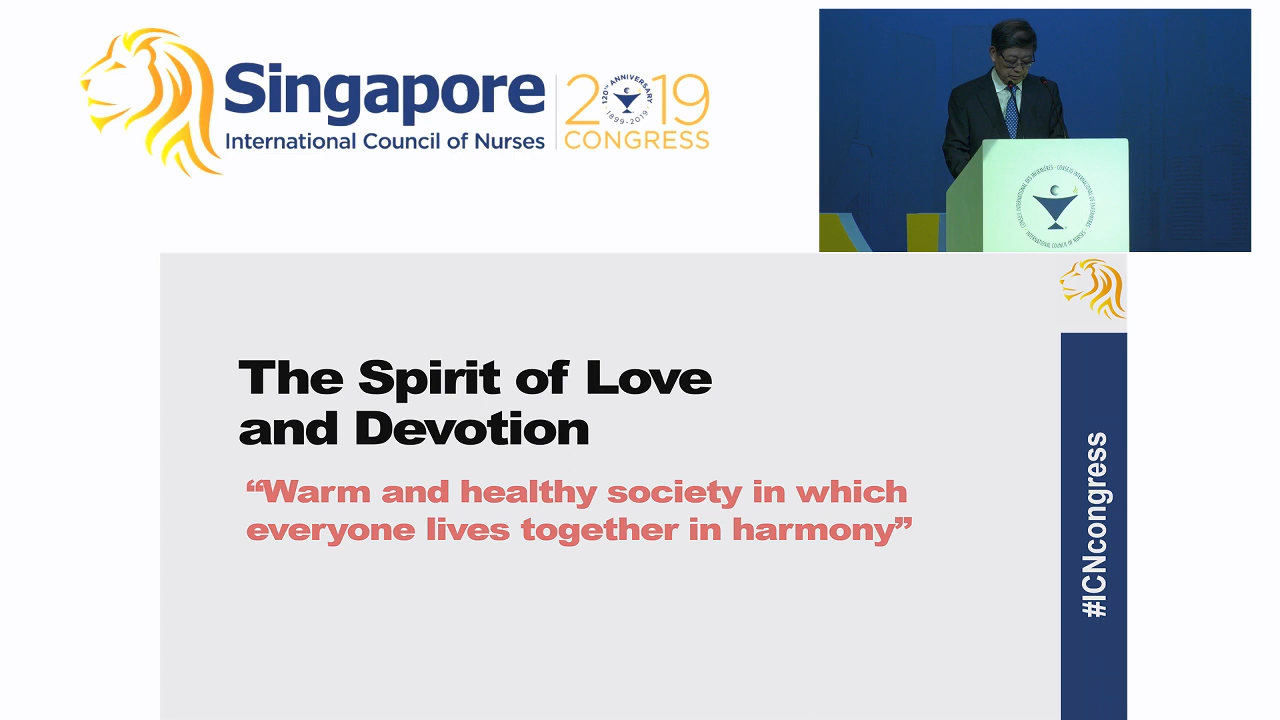 Singapore
International Council of Nurses
2019
120TH ANNIVERSARY
1899-2019
CONGRESS
The Spirit of Love
and Devotion
“Warm and healthy society in which
everyone lives together in harmony”
#ICNcongress